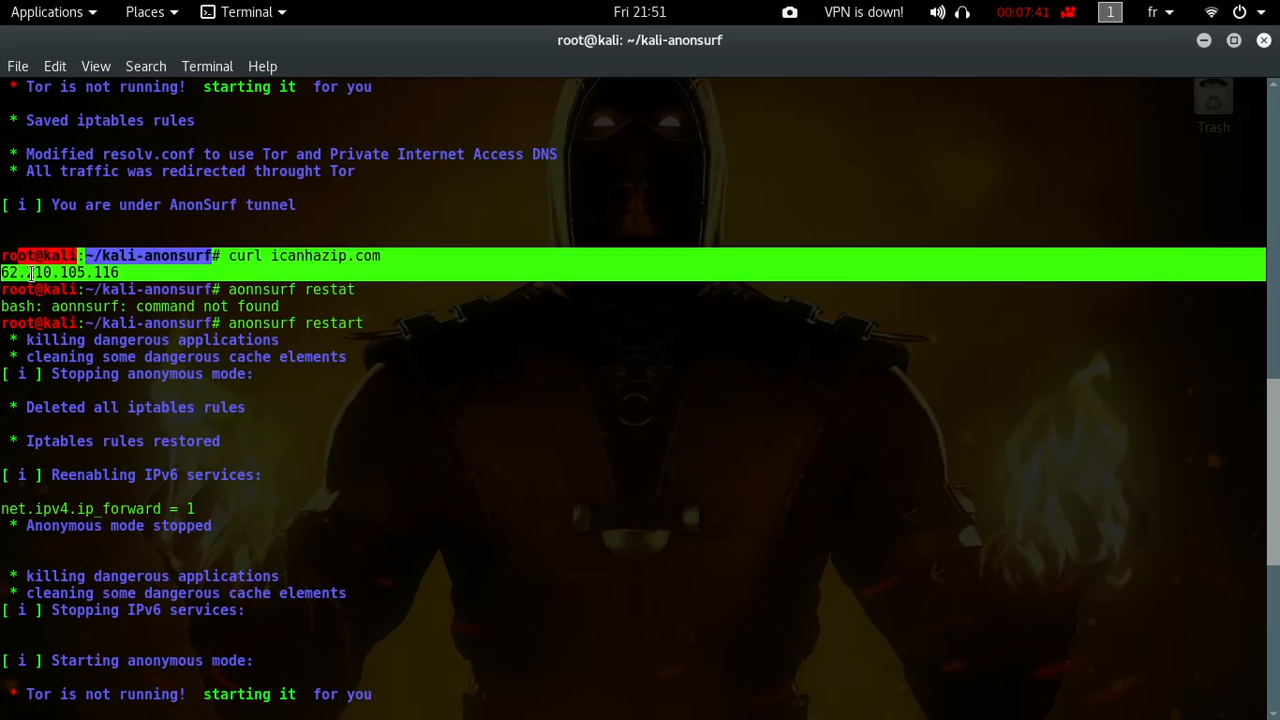 Applications Places Terminal Fri 21:51 VPN is down! 00:07:41 1 fr
root@kali: ~/kali-anonsurf
File Edit View Search Terminal Help
* Tor is not running! starting it for you
* Saved iptables rules
* Modified resolv.conf to use Tor and Private Internet Access DNS
* All traffic was redirected throught Tor
[ i ] You are under AnonSurf tunnel
root@kali:~/kali-anonsurf# curl icanhazip.com
62.210.105.116
root@kali:~/kali-anonsurf# aonnsurf restat
bash: aonnsurf: command not found
root@kali:~/kali-anonsurf# anonsurf restart
* killing dangerous applications
* cleaning some dangerous cache elements
[ i ] Stopping anonymous mode:
* Deleted all iptables rules
* Iptables rules restored
[ i ] Reenabling IPv6 services:
net.ipv4.ip_forward = 1
* Anonymous mode stopped
* killing dangerous applications
* cleaning some dangerous cache elements
[ i ] Stopping IPv6 services:
[ i ] Starting anonymous mode:
* Tor is not running! starting it for you
Trash